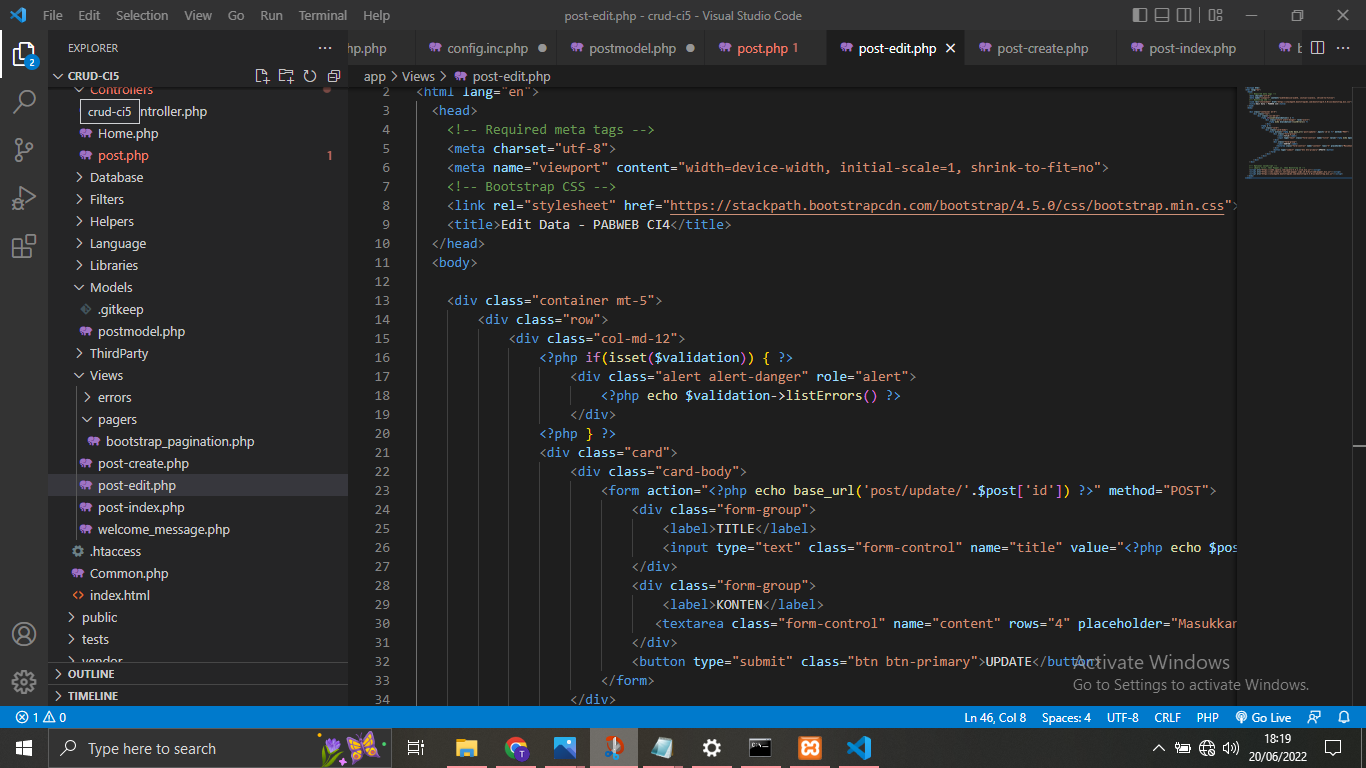 File Edit Selection View Go Run Terminal Help post-edit.php - crud-ci5 - Visual Studio Code
EXPLORER ···
hp.php config.inc.php postmodel.php post.php 1 post-edit.php post-create.php post-index.php
CRUD-CI5
app > Views > post-edit.php
Controllers
crud-ci5 ntroller.php
Home.php
post.php 1
Database
Filters
Helpers
Language
Libraries
Models
.gitkeep
postmodel.php
ThirdParty
Views
errors
pagers
bootstrap_pagination.php
post-create.php
post-edit.php
post-index.php
welcome_message.php
.htaccess
Common.php
index.html
public
tests
vendor
OUTLINE
TIMELINE
2 <html lang="en">
3 <head>
4 <!-- Required meta tags -->
5 <meta charset="utf-8">
6 <meta name="viewport" content="width=device-width, initial-scale=1, shrink-to-fit=no">
7 <!-- Bootstrap CSS -->
8 <link rel="stylesheet" href="https://stackpath.bootstrapcdn.com/bootstrap/4.5.0/css/bootstrap.min.css">
9 <title>Edit Data - PABWEB CI4</title>
10 </head>
11 <body>
12
13 <div class="container mt-5">
14 <div class="row">
15 <div class="col-md-12">
16 <?php if(isset($validation)) { ?>
17 <div class="alert alert-danger" role="alert">
18 <?php echo $validation->listErrors() ?>
19 </div>
20 <?php } ?>
21 <div class="card">
22 <div class="card-body">
23 <form action="<?php echo base_url('post/update/'.$post['id']) ?>" method="POST">
24 <div class="form-group">
25 <label>TITLE</label>
26 <input type="text" class="form-control" name="title" value="<?php echo $pos
27 </div>
28 <div class="form-group">
29 <label>KONTEN</label>
30 <textarea class="form-control" name="content" rows="4" placeholder="Masukkan
31 </div>
32 <button type="submit" class="btn btn-primary">UPDATE</button>
33 </form>
34 </div>
Activate Windows
Go to Settings to activate Windows.
2
1 0 Ln 46, Col 8 Spaces: 4 UTF-8 CRLF PHP Go Live
Type here to search
18:19
20/06/2022